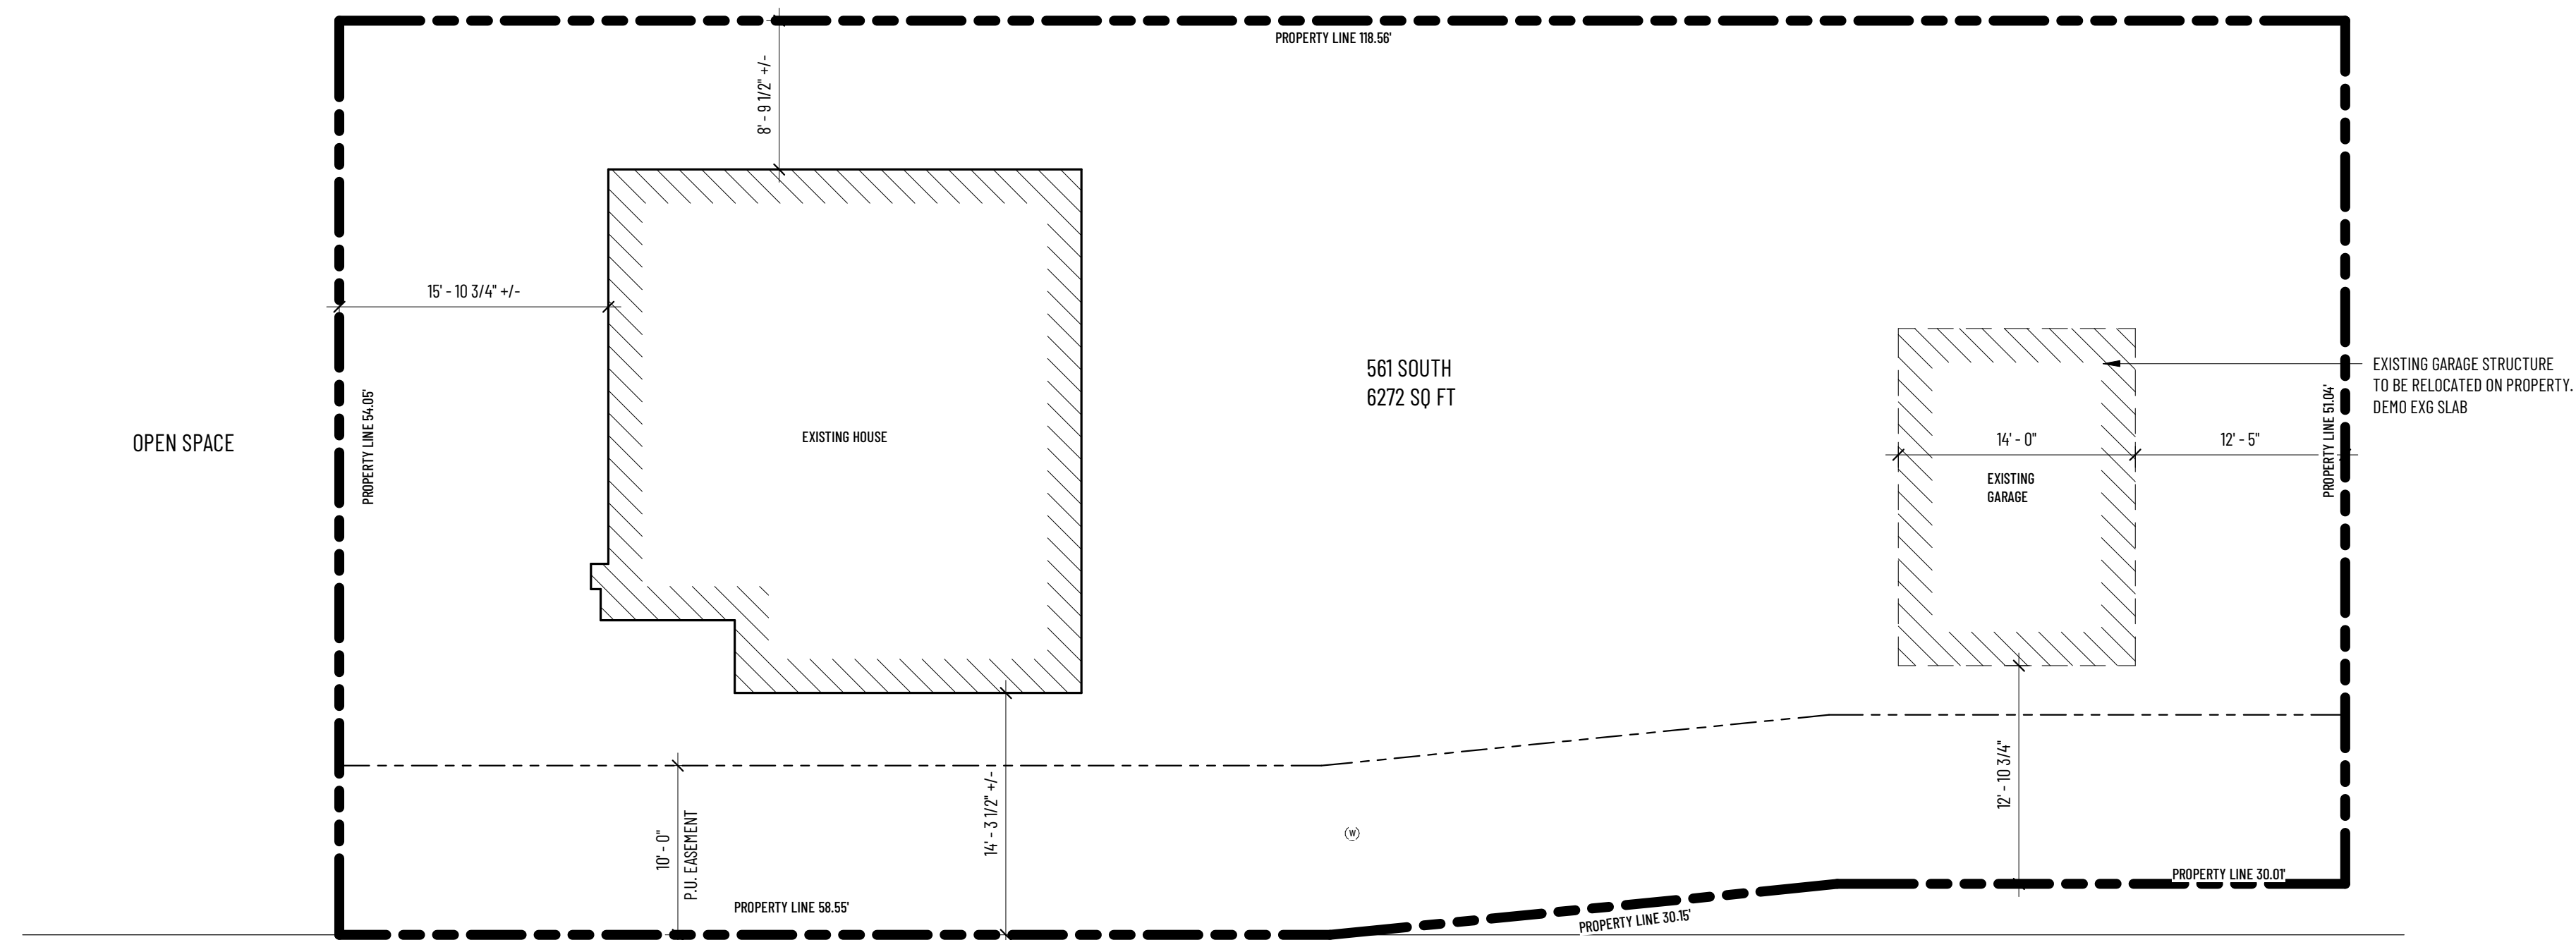 PROPERTY LINE 118.56'
8' - 9 1/2" +/-
15' - 10 3/4" +/-
561 SOUTH
6272 SQ FT
EXISTING GARAGE STRUCTURE
TO BE RELOCATED ON PROPERTY.
DEMO EXG SLAB
PROPERTY LINE 54.05'
PROPERTY LINE 51.04'
OPEN SPACE
EXISTING HOUSE
14' - 0"
12' - 5"
EXISTING
GARAGE
10' - 0"
P.U. EASEMENT
14' - 3 1/2" +/-
W
12' - 10 3/4"
PROPERTY LINE 58.55'
PROPERTY LINE 30.15'
PROPERTY LINE 30.01'